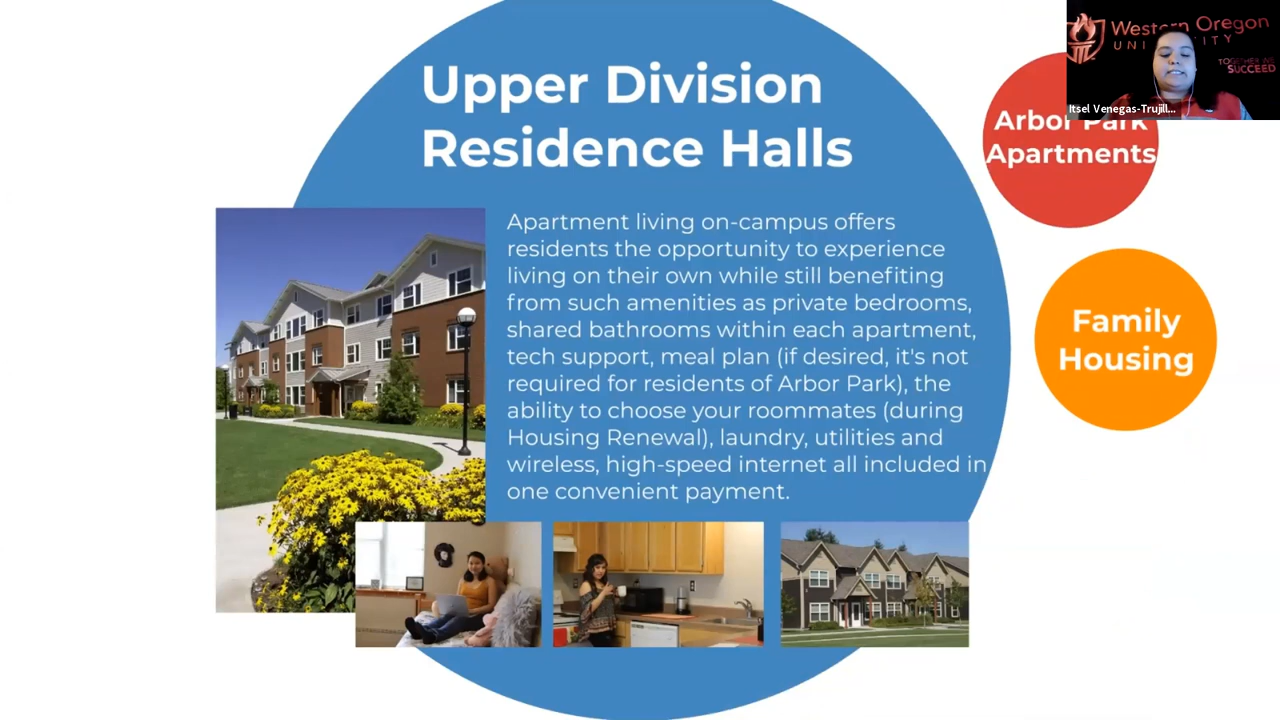 Upper Division
Residence Halls
Apartment living on-campus offers
residents the opportunity to experience
living on their own while still benefiting
from such amenities as private bedrooms,
shared bathrooms within each apartment,
tech support, meal plan (if desired, it's not
required for residents of Arbor Park), the
ability to choose your roommates (during
Housing Renewal), laundry, utilities and
wireless, high-speed internet all included in
one convenient payment.
Western Oregon
UNIVERSITY
TOGETHER WE
SUCCEED
Itsel Venegas-Trujill...
Arbor Park
Apartments
Family
Housing